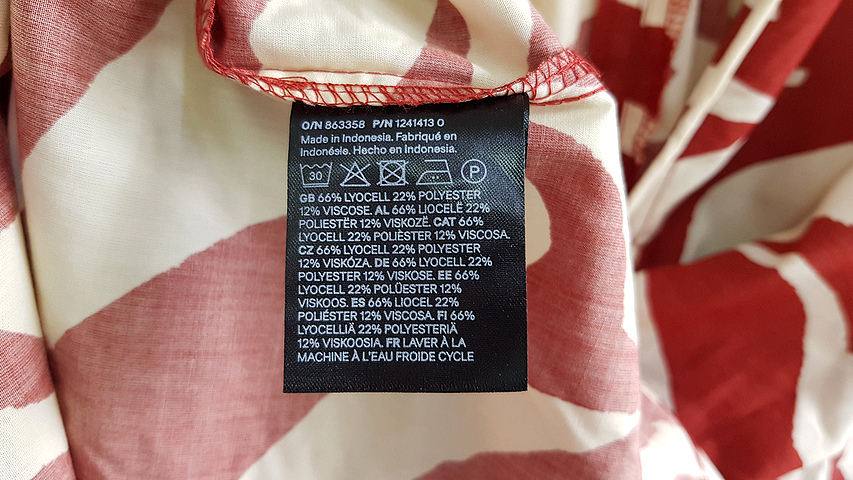 O/N 863358 P/N 1241413 0
Made in Indonesia. Fabriqué en
Indonésie. Hecho en Indonesia.
30 P
GB 66% LYOCELL 22% POLYESTER
12% VISCOSE. AL 66% LIOCELË 22%
POLIESTËR 12% VISKOZË. CAT 66%
LYOCELL 22% POLIÈSTER 12% VISCOSA.
CZ 66% LYOCELL 22% POLYESTER
12% VISKÓZA. DE 66% LYOCELL 22%
POLYESTER 12% VISKOSE. EE 66%
LYOCELL 22% POLÜESTER 12%
VISKOOS. ES 66% LIOCEL 22%
POLIÉSTER 12% VISCOSA. FI 66%
LYOCELLIÄ 22% POLYESTERIÄ
12% VISKOOSIA. FR LAVER À LA
MACHINE À L'EAU FROIDE CYCLE